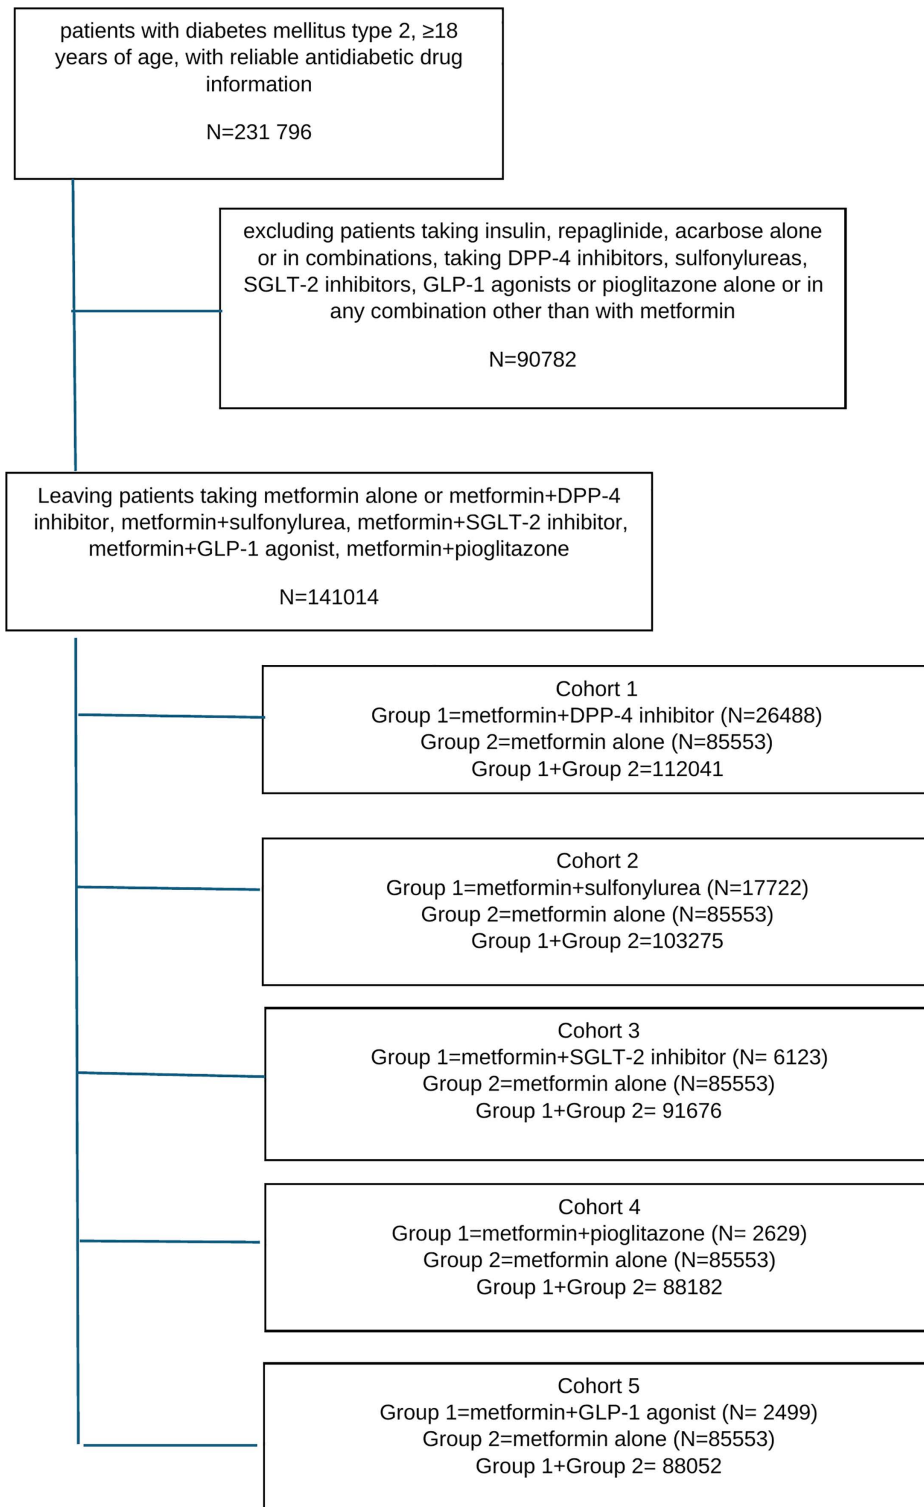 patients with diabetes mellitus type 2, ≥18
years of age, with reliable antidiabetic drug
information
N=231 796
excluding patients taking insulin, repaglinide, acarbose alone
or in combinations, taking DPP-4 inhibitors, sulfonylureas,
SGLT-2 inhibitors, GLP-1 agonists or pioglitazone alone or in
any combination other than with metformin
N=90782
Leaving patients taking metformin alone or metformin+DPP-4
inhibitor, metformin+sulfonylurea, metformin+SGLT-2 inhibitor,
metformin+GLP-1 agonist, metformin+pioglitazone
N=141014
Cohort 1
Group 1=metformin+DPP-4 inhibitor (N=26488)
Group 2=metformin alone (N=85553)
Group 1+Group 2=112041
Cohort 2
Group 1=metformin+sulfonylurea (N=17722)
Group 2=metformin alone (N=85553)
Group 1+Group 2=103275
Cohort 3
Group 1=metformin+SGLT-2 inhibitor (N= 6123)
Group 2=metformin alone (N=85553)
Group 1+Group 2= 91676
Cohort 4
Group 1=metformin+pioglitazone (N= 2629)
Group 2=metformin alone (N=85553)
Group 1+Group 2= 88182
Cohort 5
Group 1=metformin+GLP-1 agonist (N= 2499)
Group 2=metformin alone (N=85553)
Group 1+Group 2= 88052